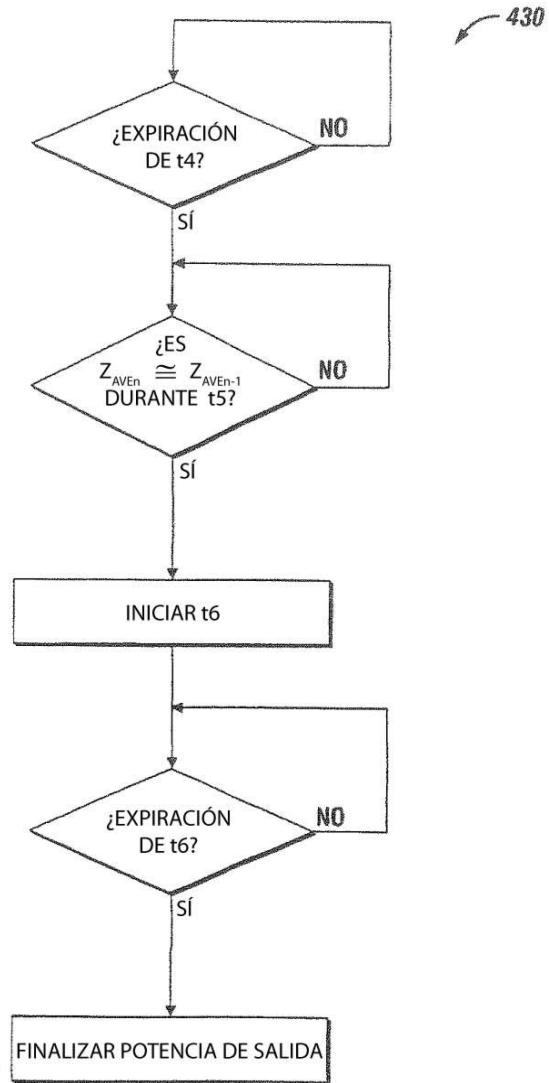 430
¿EXPIRACIÓN
DE t4?
NO
SÍ
¿ES
Z_AVEn ≅ Z_AVEn-1
DURANTE t5?
NO
SÍ
INICIAR t6
¿EXPIRACIÓN
DE t6?
NO
SÍ
FINALIZAR POTENCIA DE SALIDA